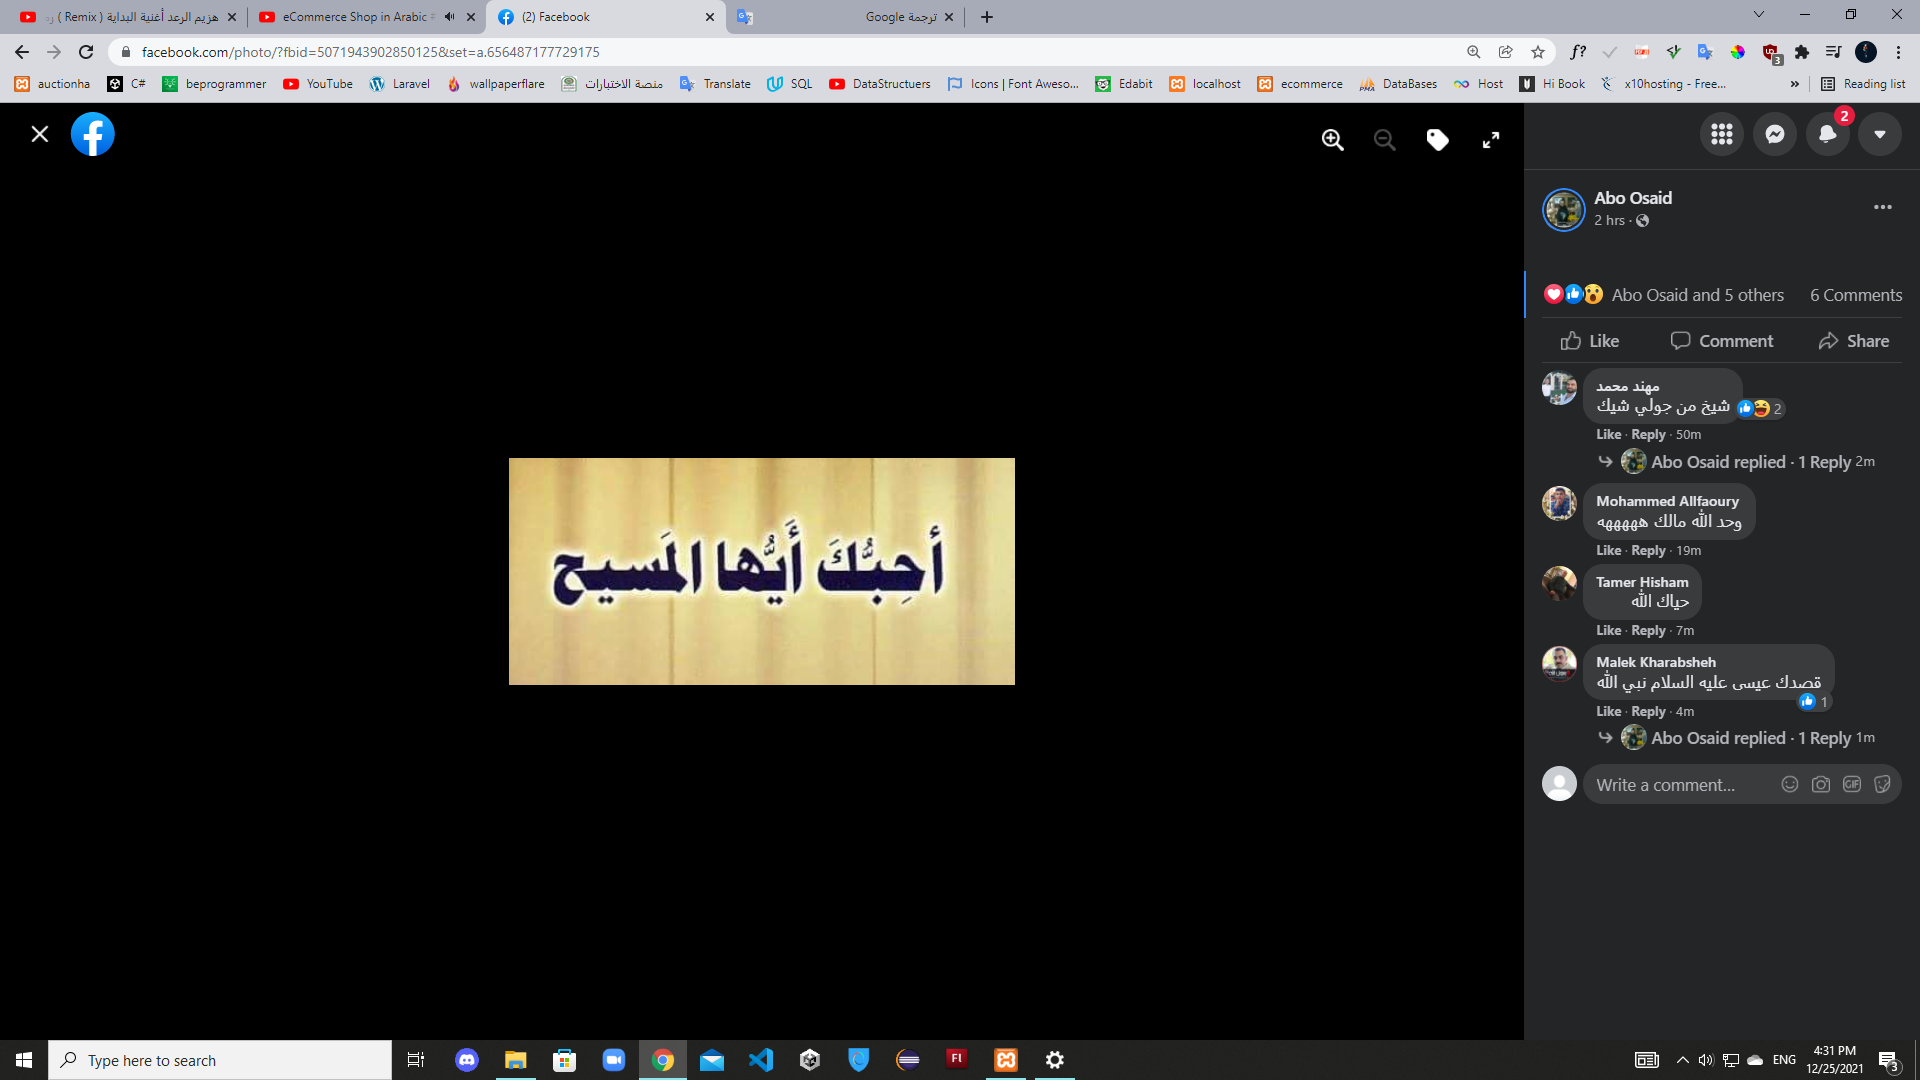 هزيم الرعد أغنية البداية ( Remix ) رد
eCommerce Shop in Arabic
(2) Facebook
ترجمة Google
facebook.com/photo/?fbid=5071943902850125&set=a.656487177729175
auctionha
C#
beprogrammer
YouTube
Laravel
wallpaperflare
منصة الاختبارات
Translate
SQL
DataStructuers
Icons | Font Aweso...
Edabit
localhost
ecommerce
DataBases
Host
Hi Book
x10hosting - Free...
»
Reading list
2
Abo Osaid
2 hrs ·
Abo Osaid and 5 others 6 Comments
Like Comment Share
مهند محمد
شيخ من جولي شيك
2
Like · Reply · 50m
Abo Osaid replied · 1 Reply 2m
Mohammed Allfaoury
وحد الله مالك هههههه
Like · Reply · 19m
Tamer Hisham
حياك الله
Like · Reply · 7m
Malek Kharabsheh
قصدك عيسى عليه السلام نبي الله
1
Like · Reply · 4m
Abo Osaid replied · 1 Reply 1m
Write a comment...
GIF
أحِبُّكَ أَيُّها المَسيح
Type here to search
Fl
ENG
4:31 PM
12/25/2021
3